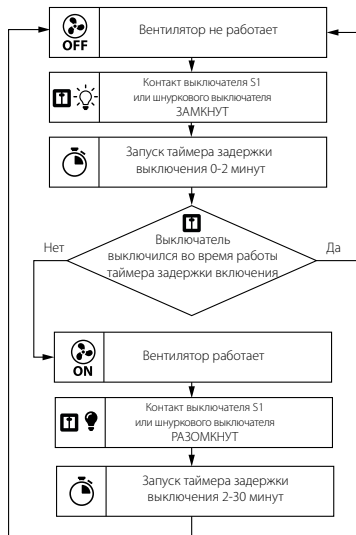 OFF
Вентилятор не работает
Контакт выключателя S1
или шнуркового выключателя
ЗАМКНУТ
Запуск таймера задержки
выключения 0-2 минут
Нет
Да
Выключатель
выключился во время работы
таймера задержки включения
ON
Вентилятор работает
Контакт выключателя S1
или шнуркового выключателя
РАЗОМКНУТ
Запуск таймера задержки
выключения 2-30 минут